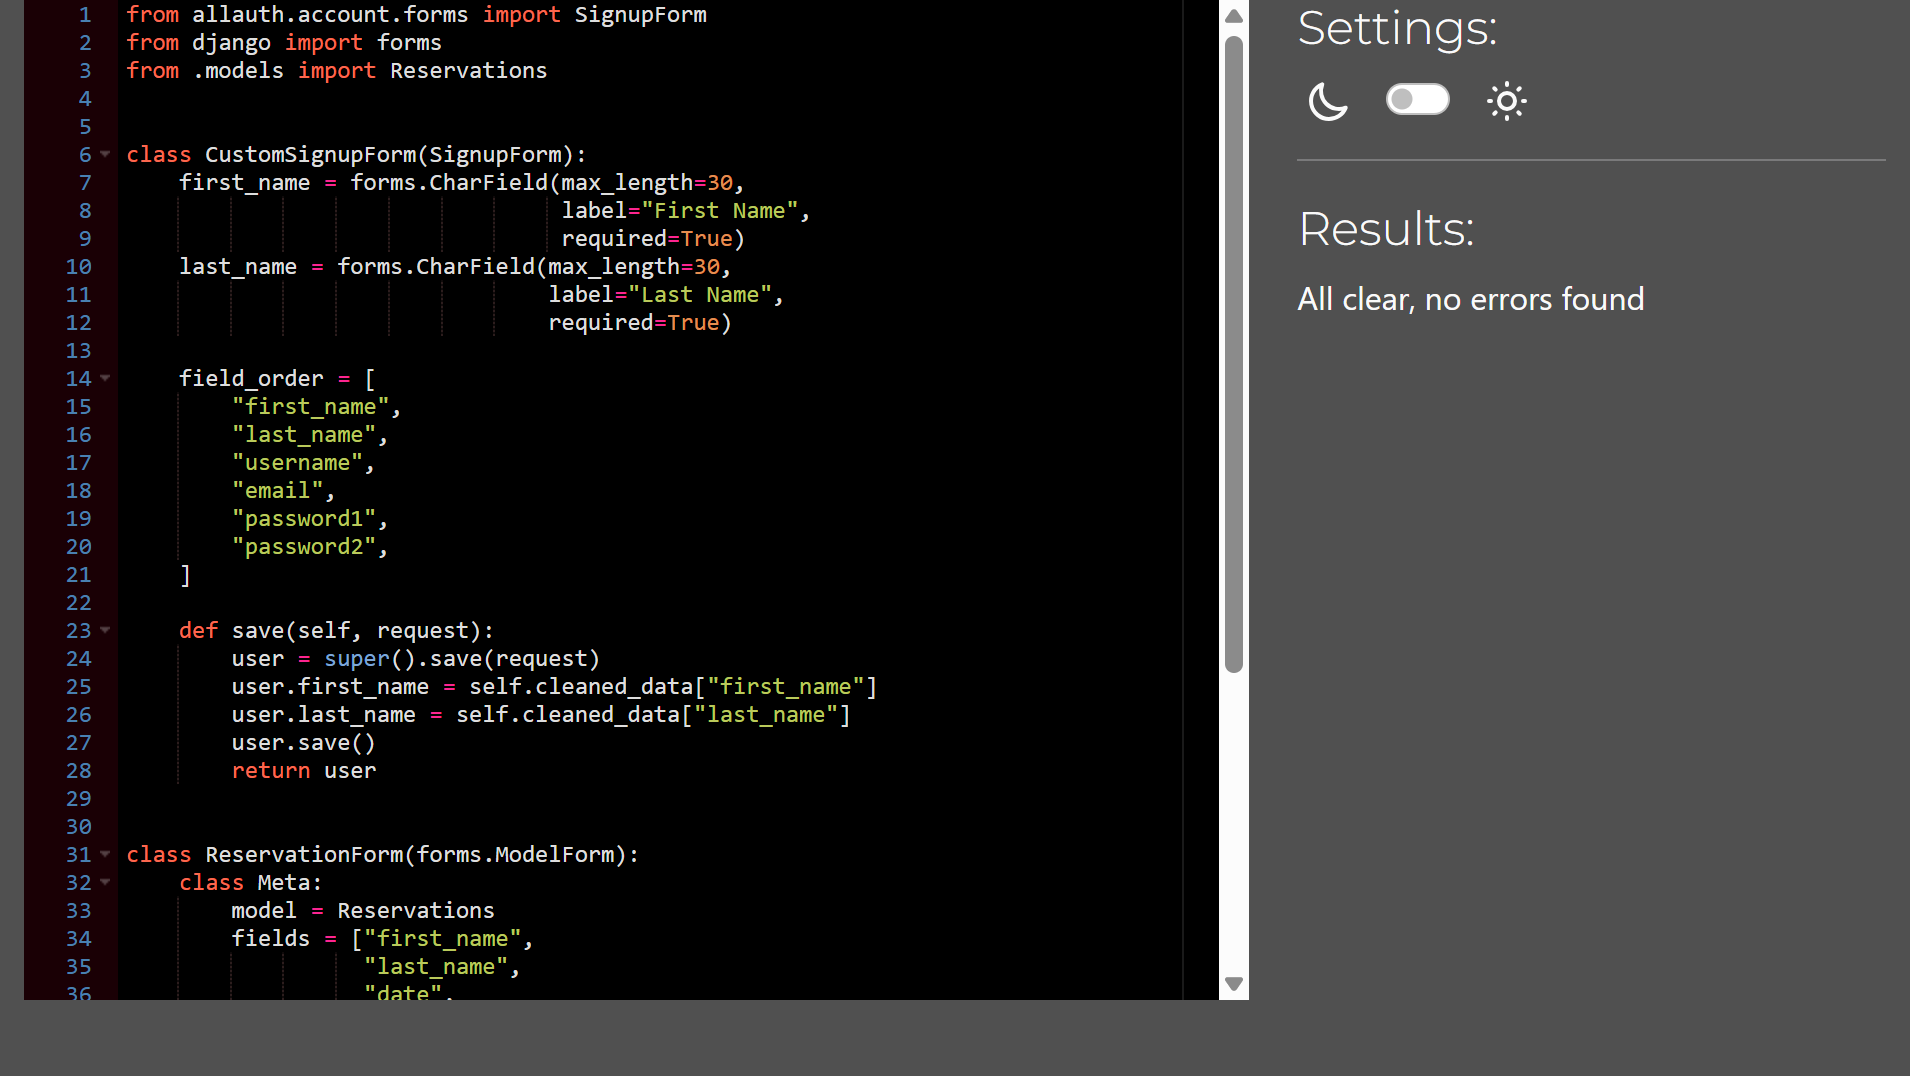 1 from allauth.account.forms import SignupForm
2 from django import forms
3 from .models import Reservations
4
5
6 class CustomSignupForm(SignupForm):
7     first_name = forms.CharField(max_length=30,
8                                  label="First Name",
9                                  required=True)
10     last_name = forms.CharField(max_length=30,
11                                 label="Last Name",
12                                 required=True)
13
14     field_order = [
15         "first_name",
16         "last_name",
17         "username",
18         "email",
19         "password1",
20         "password2",
21     ]
22
23     def save(self, request):
24         user = super().save(request)
25         user.first_name = self.cleaned_data["first_name"]
26         user.last_name = self.cleaned_data["last_name"]
27         user.save()
28         return user
29
30
31 class ReservationForm(forms.ModelForm):
32     class Meta:
33         model = Reservations
34         fields = ["first_name",
35                   "last_name",
36                   "date",
Settings:
Results:
All clear, no errors found